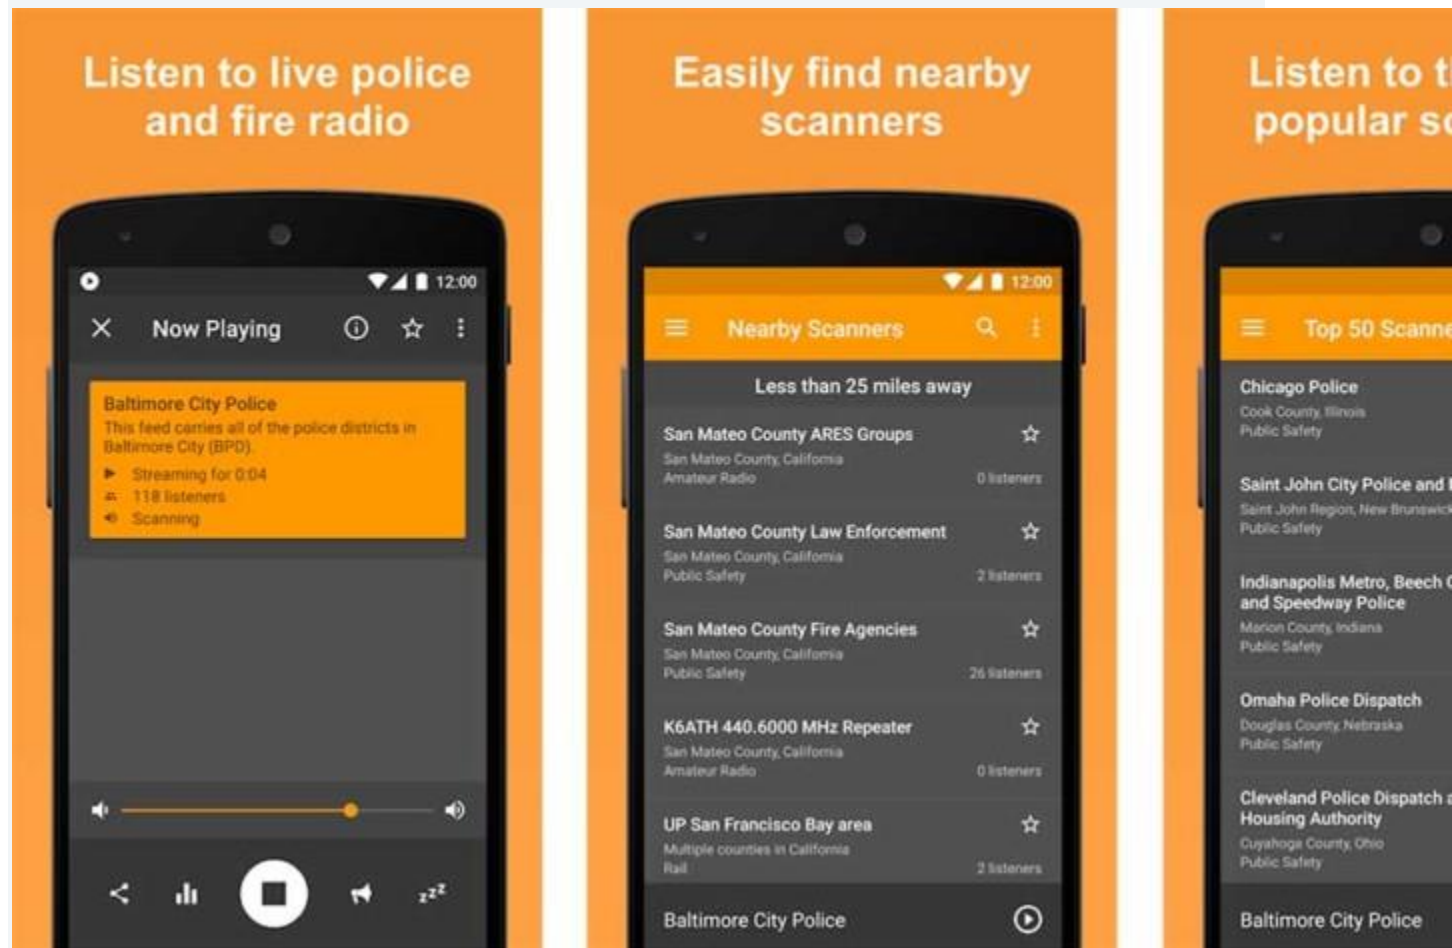 Listen to live police
and fire radio
12:00
Now Playing
Baltimore City Police
This feed carries all of the police districts in
Baltimore City (BPD).
Streaming for 0:04
118 listeners
Scanning
zzz
Easily find nearby
scanners
12:00
Nearby Scanners
Less than 25 miles away
San Mateo County ARES Groups
San Mateo County, California
Amateur Radio
0 listeners
San Mateo County Law Enforcement
San Mateo County, California
Public Safety
2 listeners
San Mateo County Fire Agencies
San Mateo County, California
Public Safety
26 listeners
K6ATH 440.6000 MHz Repeater
San Mateo County, California
Amateur Radio
0 listeners
UP San Francisco Bay area
Multiple counties in California
Rail
2 listeners
Baltimore City Police
Listen to
popular
Top 50
Chicago Police
Cook County, Illinois
Public Safety
Saint John City Police and
Saint John Region, New Brunswick
Public Safety
Indianapolis Metro, Beech
and Speedway Police
Marion County, Indiana
Public Safety
Omaha Police Dispatch
Douglas County, Nebraska
Public Safety
Cleveland Police Dispatch
Housing Authority
Cuyahoga County, Ohio
Public Safety
Baltimore City Police